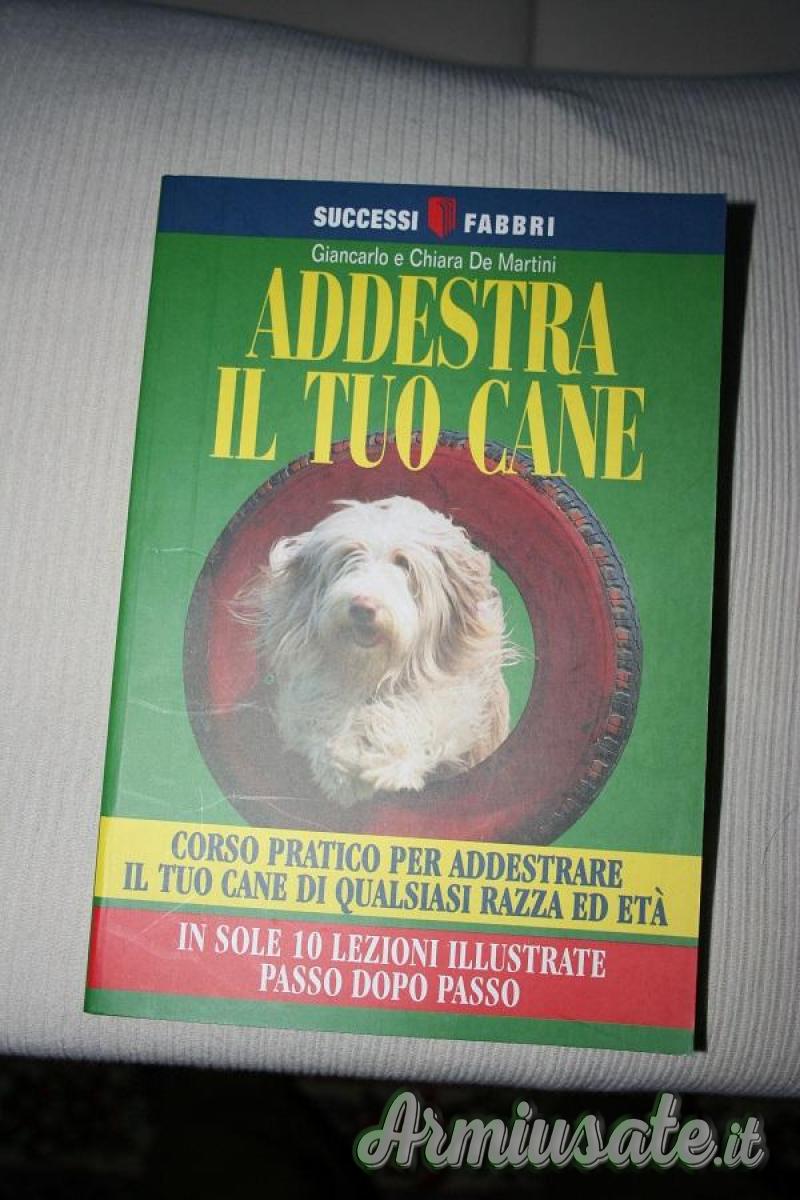 SUCCESSI FABBRI
Giancarlo e Chiara De Martini
ADDESTRA
IL TUO CANE
CORSO PRATICO PER ADDESTRARE
IL TUO CANE DI QUALSIASI RAZZA ED ETÀ
IN SOLE 10 LEZIONI ILLUSTRATE
PASSO DOPO PASSO
Armiusate.it